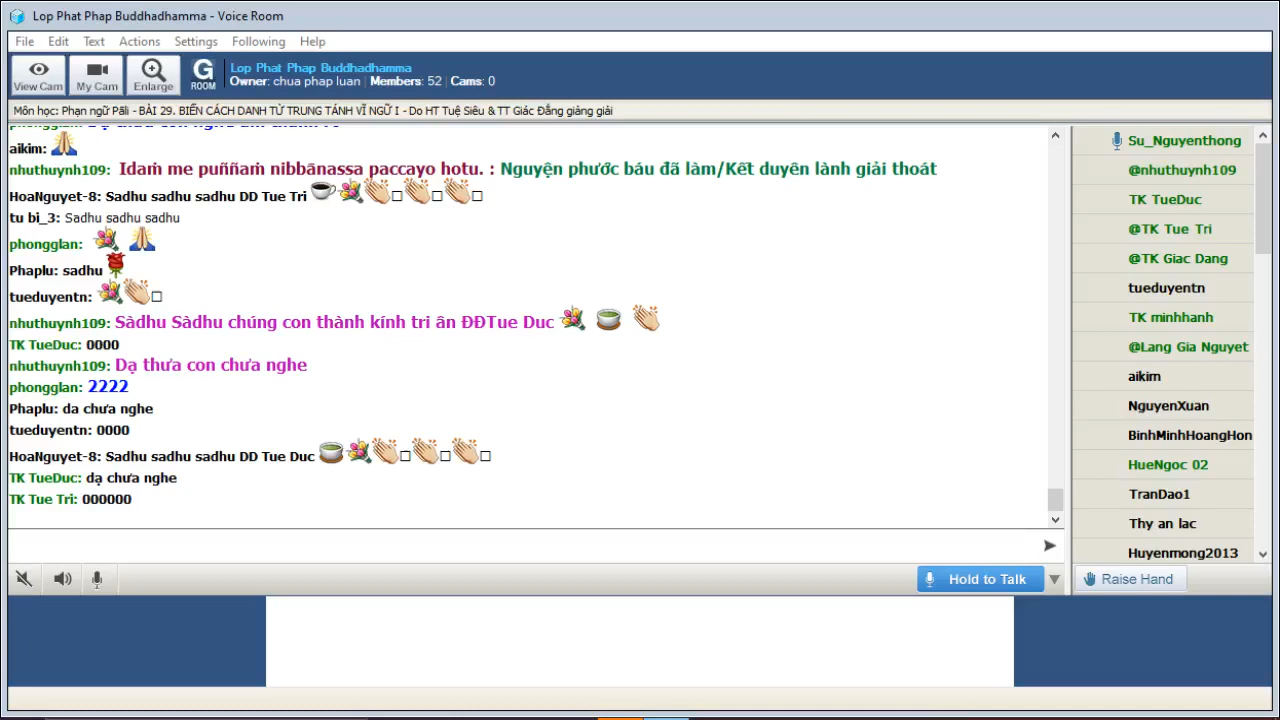 Lop Phat Phap Buddhadhamma - Voice Room
File Edit Text Actions Settings Following Help
View Cam My Cam Enlarge G ROOM
Lop Phat Phap Buddhadhamma
Owner: chua phap luan Members: 52 Cams: 0
Môn học: Phạn ngữ Pāli - BÀI 29. BIẾN CÁCH DANH TỪ TRUNG TÁNH VĨ NGỮ I - Do HT Tuệ Siêu & TT Giác Đẳng giảng giải
aikim:
nhuthuynh109: Idaṁ me puññaṁ nibbānassa paccayo hotu. : Nguyện phước báu đã làm/Kết duyên lành giải thoát
HoaNguyet-8: Sadhu sadhu sadhu DD Tue Tri
tu bi_3: Sadhu sadhu sadhu
phongglan:
Phaplu: sadhu
tueduyentn:
nhuthuynh109: Sàdhu Sàdhu chúng con thành kính tri ân ĐĐTue Duc
TK TueDuc: 0000
nhuthuynh109: Dạ thưa con chưa nghe
phongglan: 2222
Phaplu: da chưa nghe
tueduyentn: 0000
HoaNguyet-8: Sadhu sadhu sadhu DD Tue Duc
TK TueDuc: dạ chưa nghe
TK Tue Tri: 000000
Su_Nguyenthong
@nhuthuynh109
TK TueDuc
@TK Tue Tri
@TK Giac Dang
tueduyentn
TK minhhanh
@Lang Gia Nguyet
aikim
NguyenXuan
BinhMinhHoangHon
HueNgoc 02
TranDao1
Thy an lac
Huyenmong2013
Hold to Talk
Raise Hand